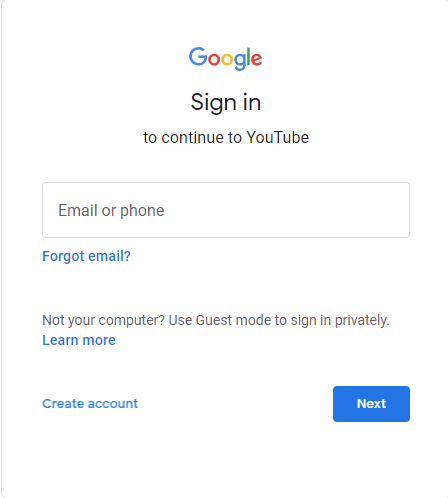 Google
Sign in
to continue to YouTube
Email or phone
Forgot email?
Not your computer? Use Guest mode to sign in privately.
Learn more
Create account
Next